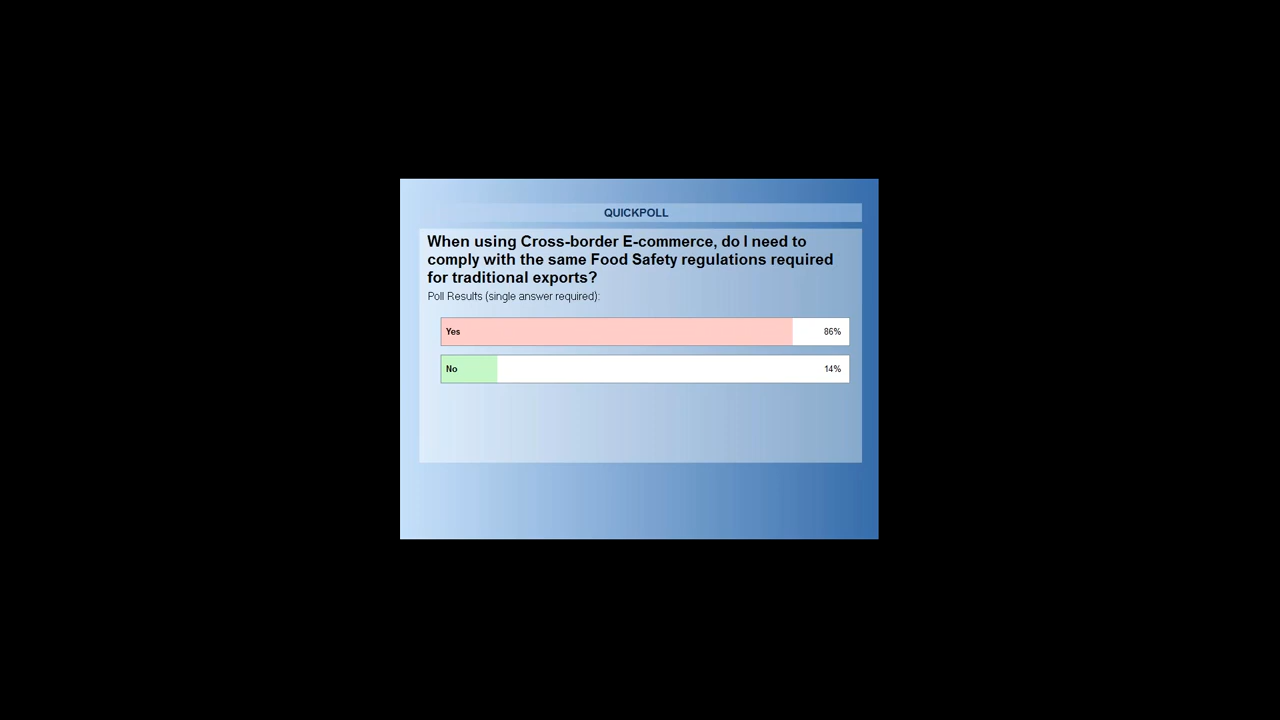 QUICKPOLL
When using Cross-border E-commerce, do I need to
comply with the same Food Safety regulations required
for traditional exports?
Poll Results (single answer required):
Yes 86%
No 14%